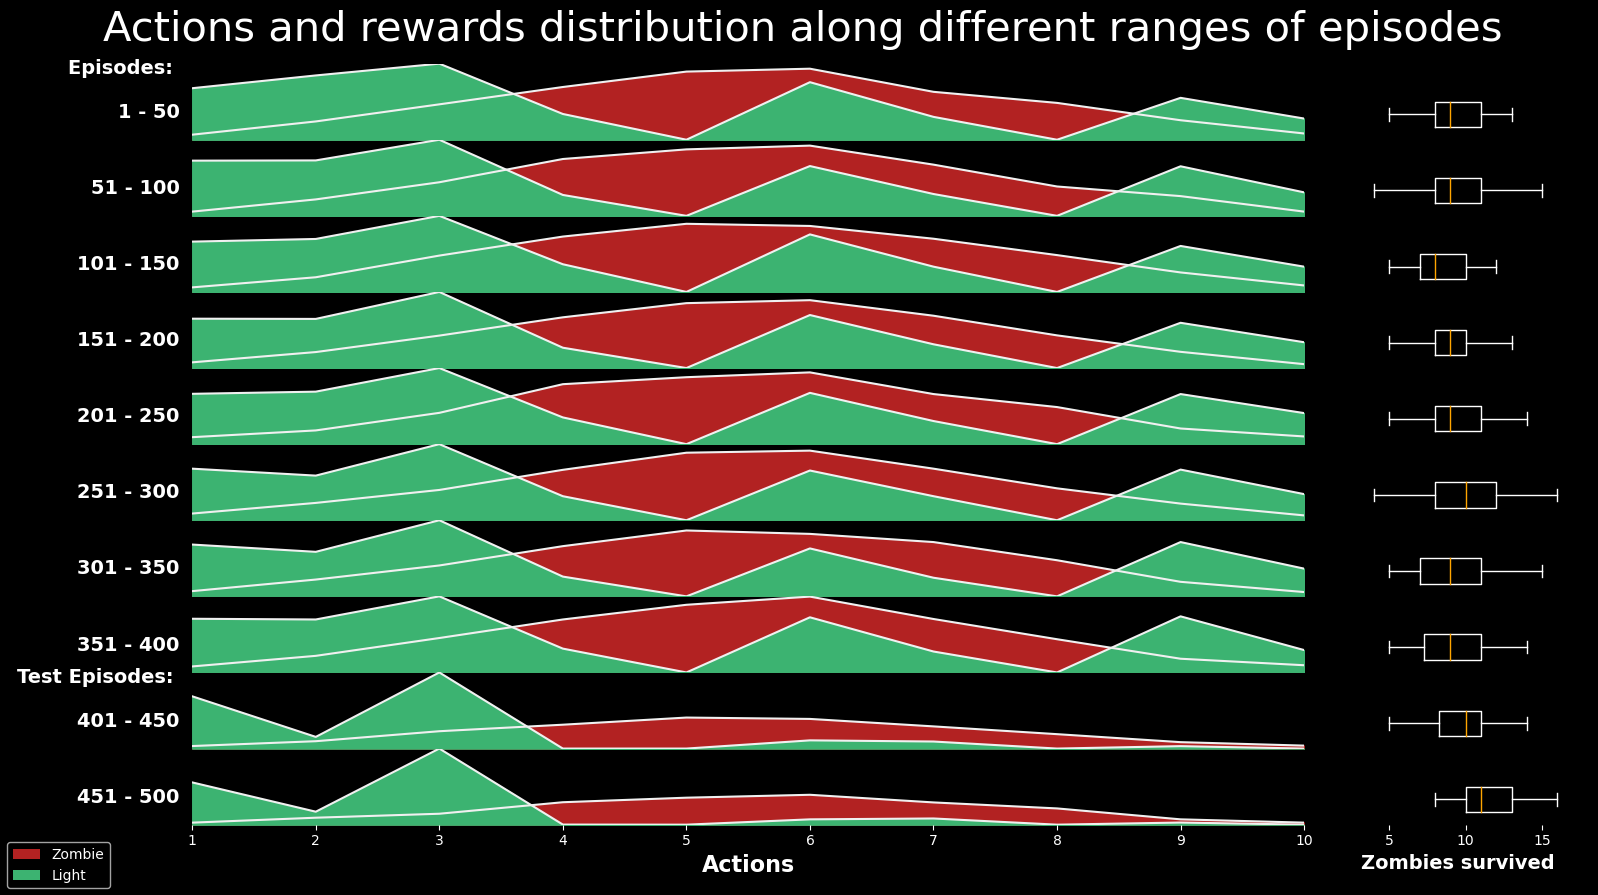 Actions and rewards distribution along different ranges of episodes
Episodes:
1 - 50
51 - 100
101 - 150
151 - 200
201 - 250
251 - 300
301 - 350
351 - 400
Test Episodes:
401 - 450
451 - 500
1 2 3 4 5 6 7 8 9 10
5 10 15
Actions
Zombies survived
Zombie
Light